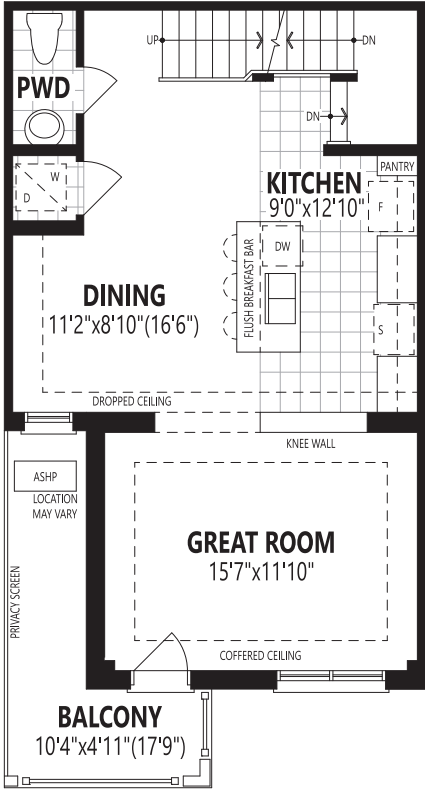 UP
DN
PWD
DN
W
D
PANTRY
KITCHEN
9'0"x12'10"
F
DW
FLUSH BREAKFAST BAR
DINING
11'2"x8'10"(16'6")
S
DROPPED CEILING
KNEE WALL
ASHP
LOCATION
MAY VARY
GREAT ROOM
15'7"x11'10"
PRIVACY SCREEN
COFFERED CEILING
BALCONY
10'4"x4'11"(17'9")